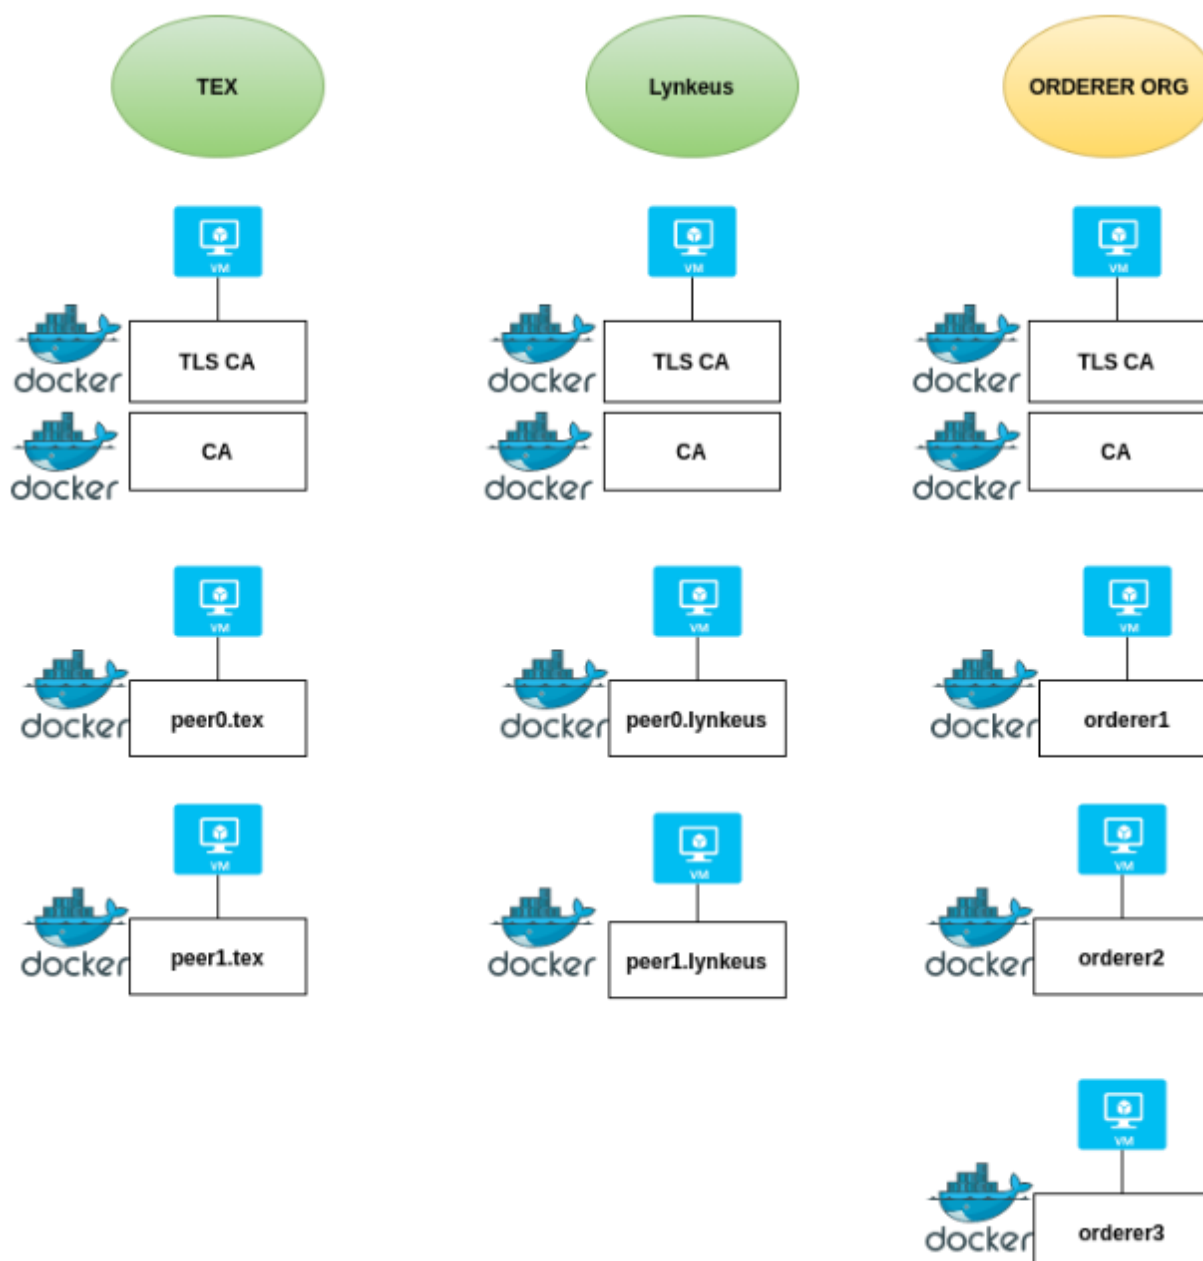 TEX
Lynkeus
ORDERER ORG
VM
VM
VM
docker
TLS CA
docker
TLS CA
docker
TLS CA
docker
CA
docker
CA
docker
CA
VM
VM
VM
docker
peer0.tex
docker
peer0.lynkeus
docker
orderer1
VM
VM
VM
docker
peer1.tex
docker
peer1.lynkeus
docker
orderer2
VM
docker
orderer3